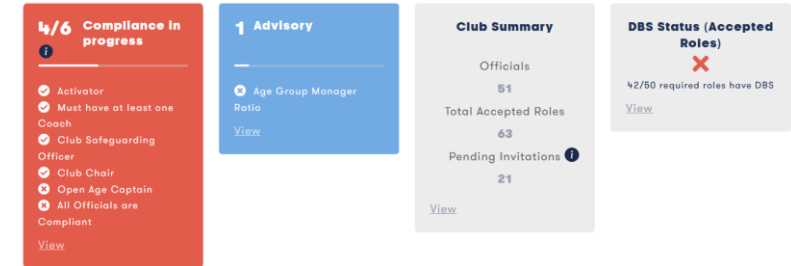 4/6 Compliance in
progress
Activator
Must have at least one
Coach
Club Safeguarding
Officer
Club Chair
Open Age Captain
All Officials are
Compliant
View
1 Advisory
Age Group Manager
Ratio
View
Club Summary
Officials
51
Total Accepted Roles
63
Pending Invitations
21
View
DBS Status (Accepted
Roles)
42/50 required roles have DBS
View